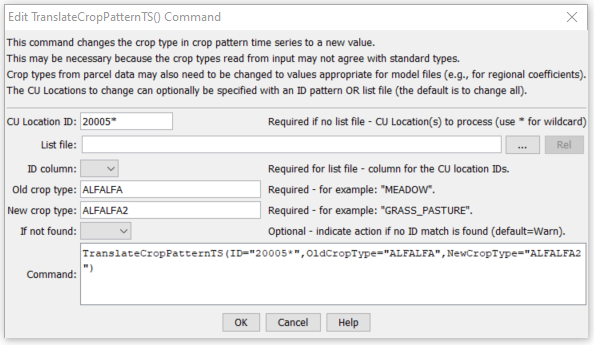 Edit TranslateCropPatternTS() Command
This command changes the crop type in crop pattern time series to a new value.
This may be necessary because the crop types read from input may not agree with standard types.
Crop types from parcel data may also need to be changed to values appropriate for model files (e.g., for regional coefficients).
The CU Locations to change can optionally be specified with an ID pattern OR list file (the default is to change all).
CU Location ID: 20005* Required if no list file - CU Location(s) to process (use * for wildcard)
List file: ... Rel
ID column: Required for list file - column for the CU location IDs.
Old crop type: ALFALFA Required - for example: "MEADOW".
New crop type: ALFALFA2 Required - for example: "GRASS_PASTURE".
If not found: Optional - indicate action if no ID match is found (default=Warn).
Command: TranslateCropPatternTS(ID="20005*",OldCropType="ALFALFA",NewCropType="ALFALFA2
")
OK Cancel Help